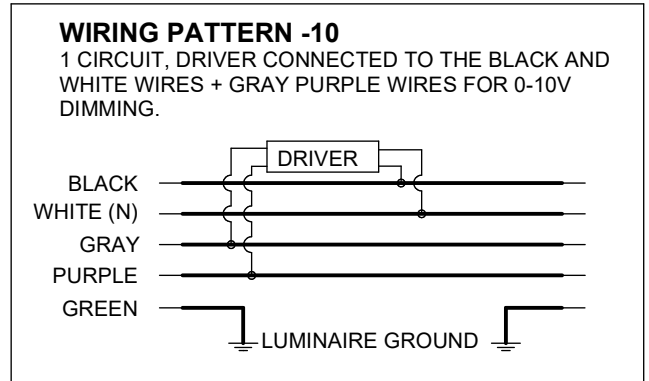 WIRING PATTERN -10
1 CIRCUIT, DRIVER CONNECTED TO THE BLACK AND
WHITE WIRES + GRAY PURPLE WIRES FOR 0-10V
DIMMING.
DRIVER
BLACK
WHITE (N)
GRAY
PURPLE
GREEN
LUMINAIRE GROUND